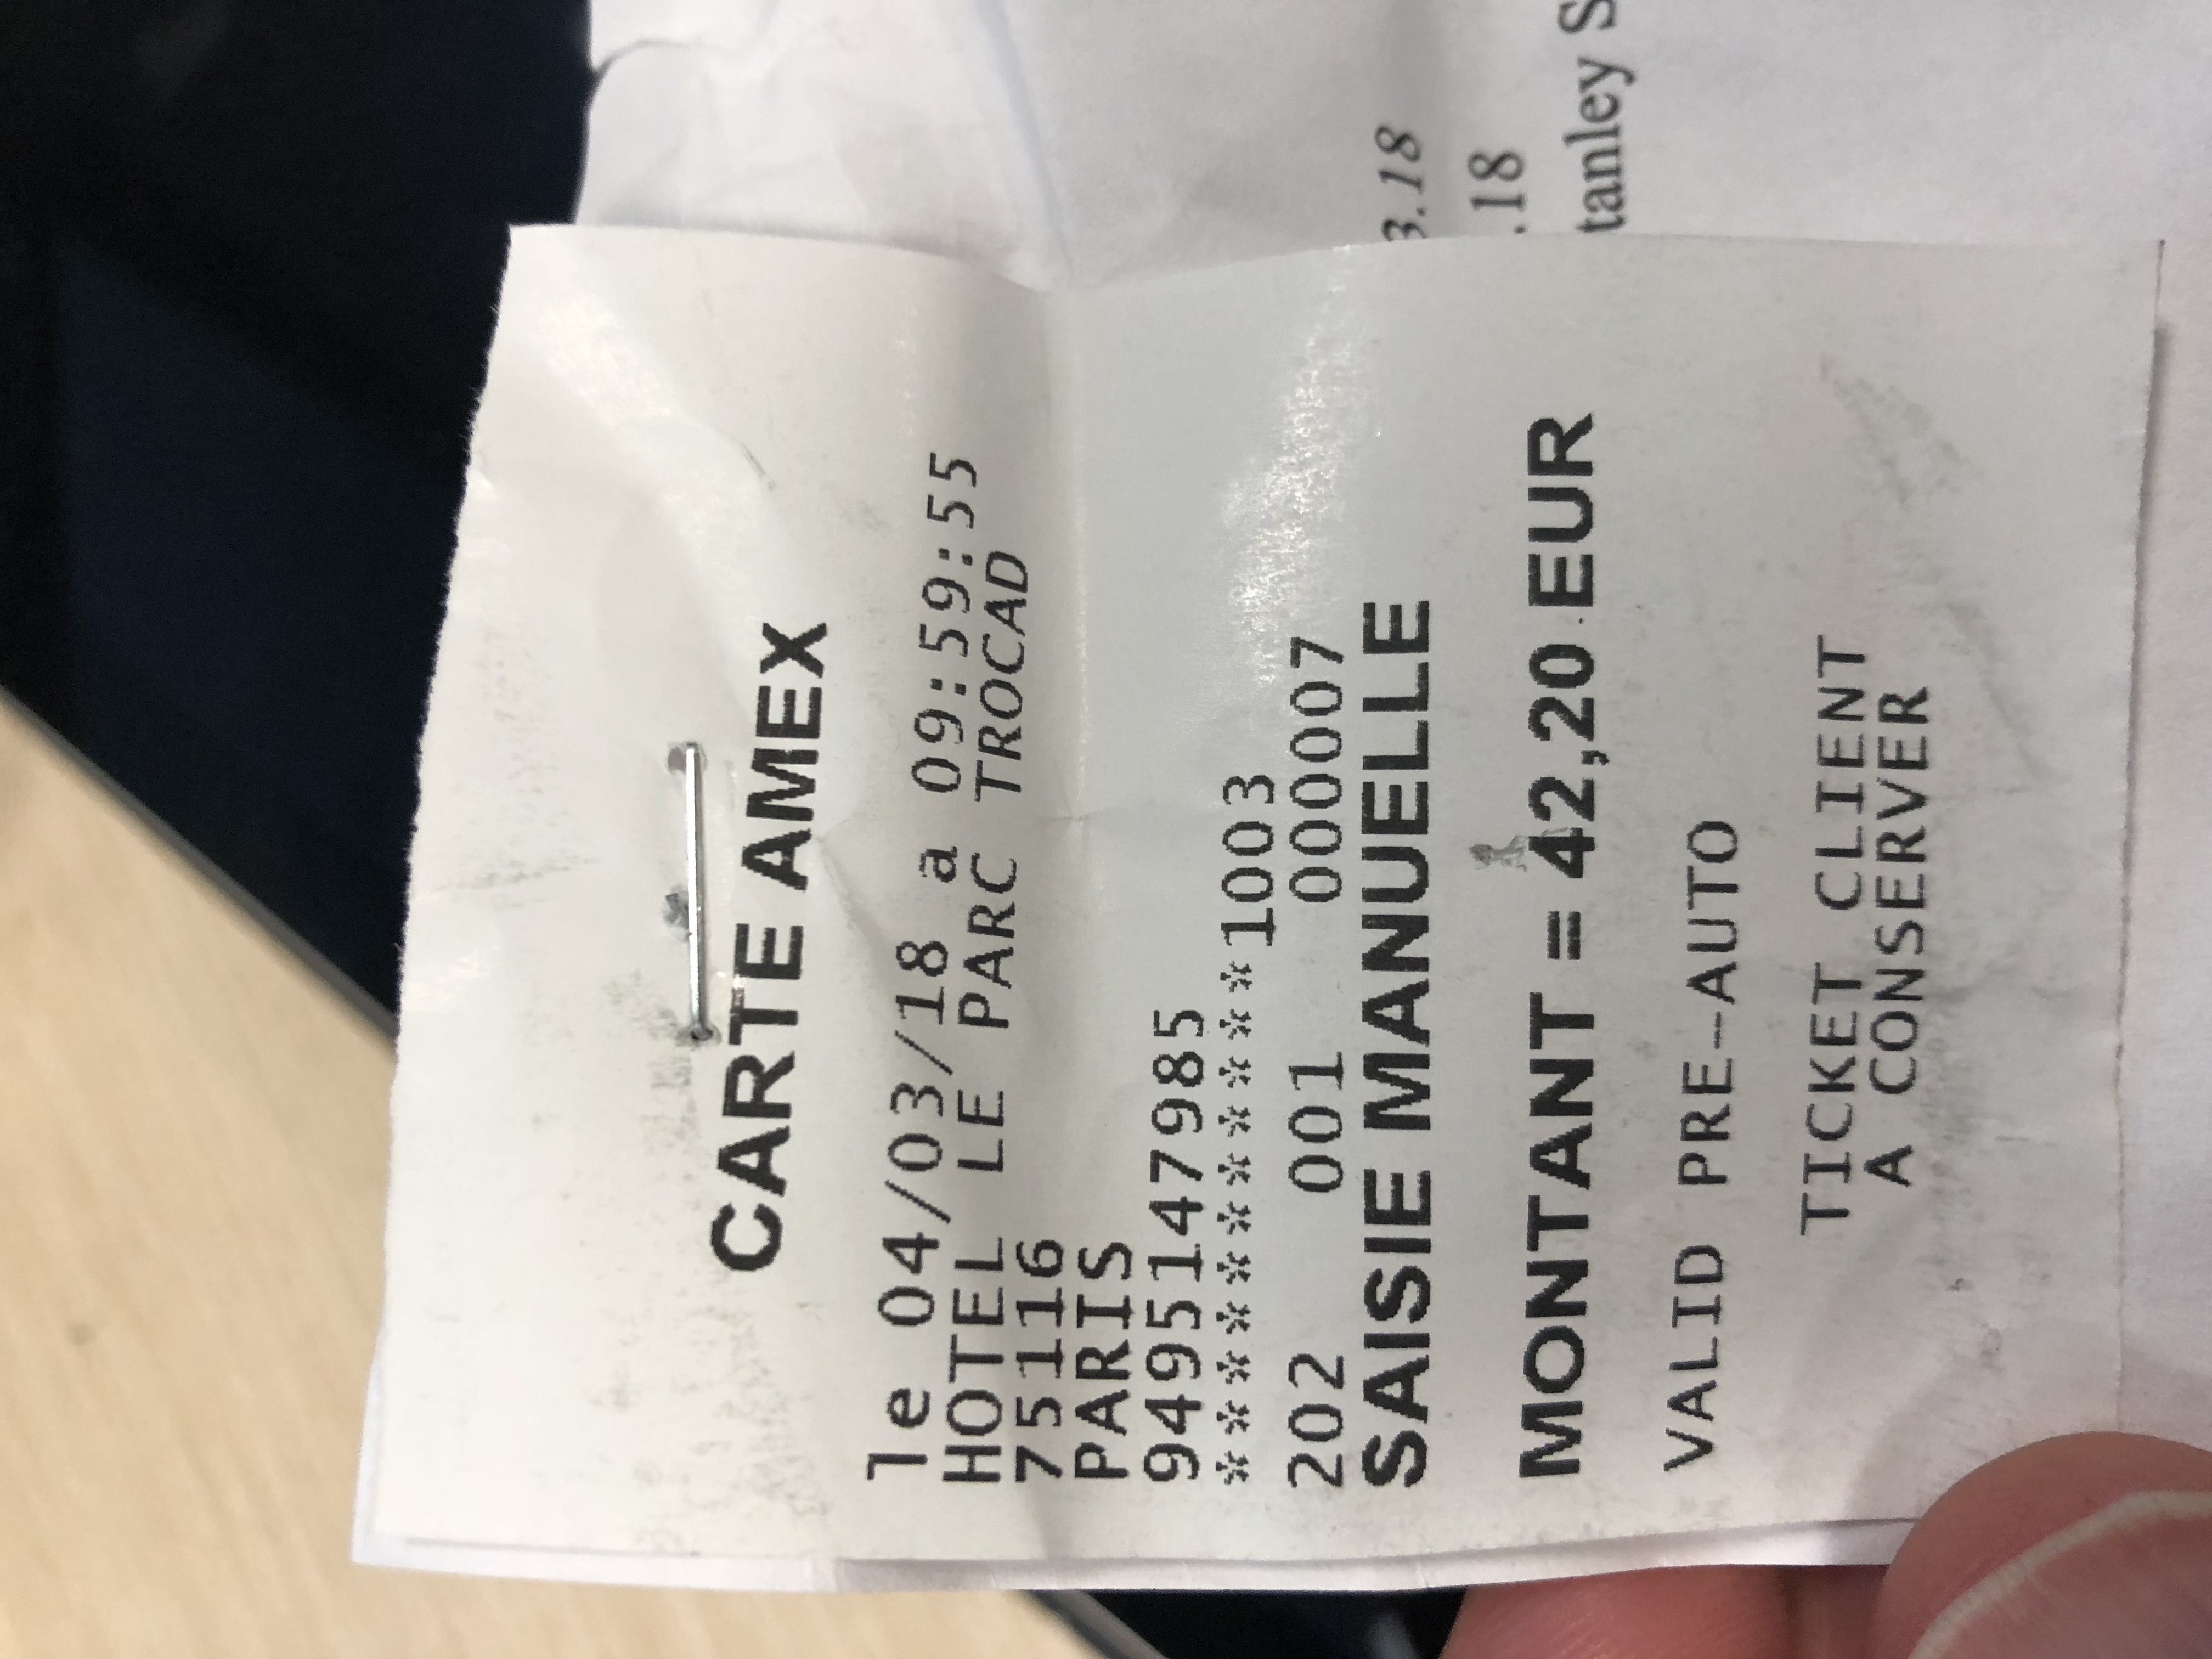 CARTE AMEX
le 04/03/18 a 09:59:55
HOTEL LE PARC TROCAD
75116
PARIS
9495147985
***********1003
202 001 000007
SAISIE MANUELLE
MONTANT = 42,20 EUR
VALID PRE-AUTO
TICKET CLIENT
A CONSERVER
3.18
.18
tanley S